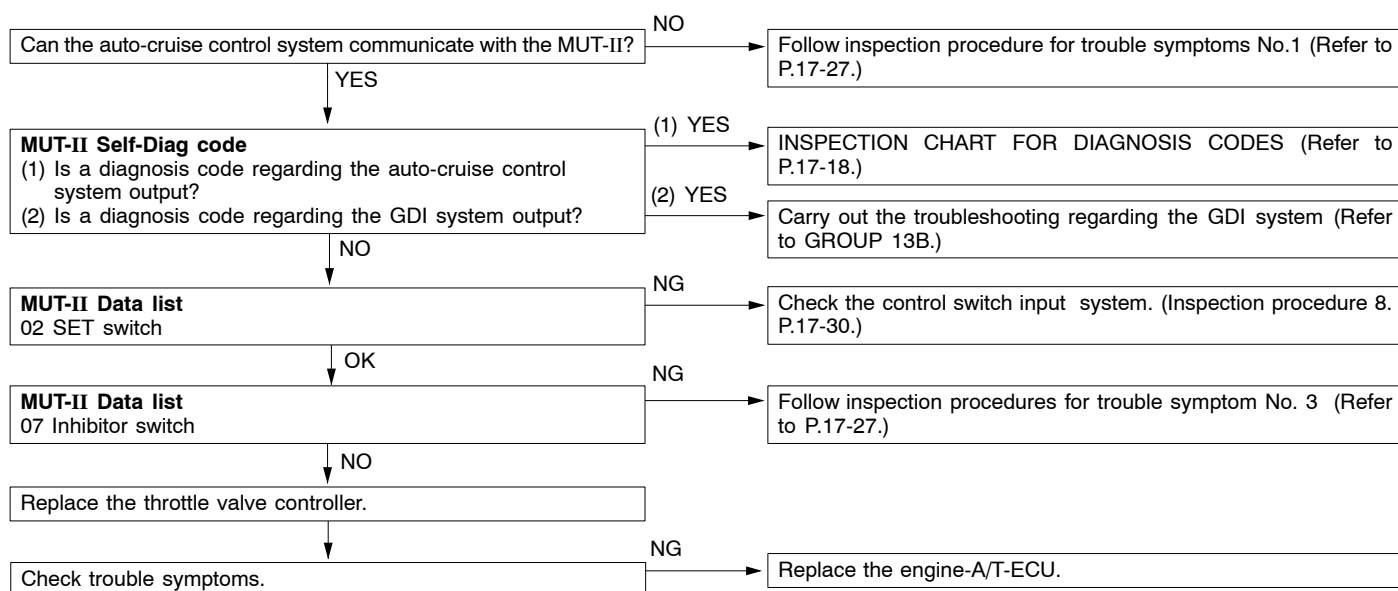 Can the auto-cruise control system communicate with the MUT-II?
NO
Follow inspection procedure for trouble symptoms No.1 (Refer to
P.17-27.)
YES
MUT-II Self-Diag code
(1) Is a diagnosis code regarding the auto-cruise control
system output?
(2) Is a diagnosis code regarding the GDI system output?
(1) YES
INSPECTION CHART FOR DIAGNOSIS CODES (Refer to
P.17-18.)
(2) YES
Carry out the troubleshooting regarding the GDI system (Refer
to GROUP 13B.)
NO
MUT-II Data list
02 SET switch
NG
Check the control switch input system. (Inspection procedure 8.
P.17-30.)
OK
MUT-II Data list
07 Inhibitor switch
NG
Follow inspection procedures for trouble symptom No. 3 (Refer
to P.17-27.)
NO
Replace the throttle valve controller.
Check trouble symptoms.
NG
Replace the engine-A/T-ECU.